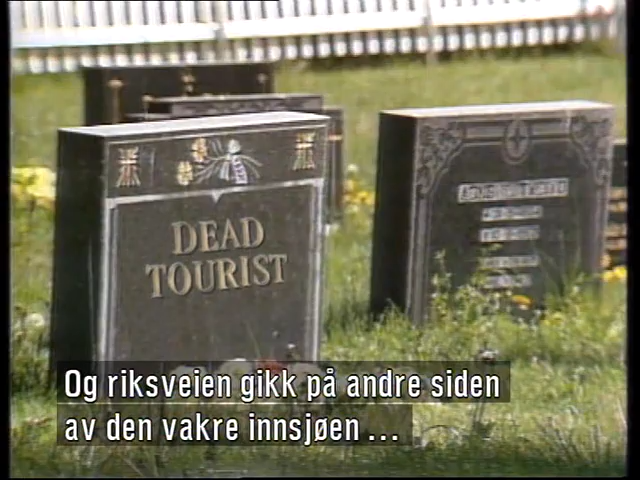 DEAD
TOURIST
Og riksveien gikk på andre siden
av den vakre innsjøen ...